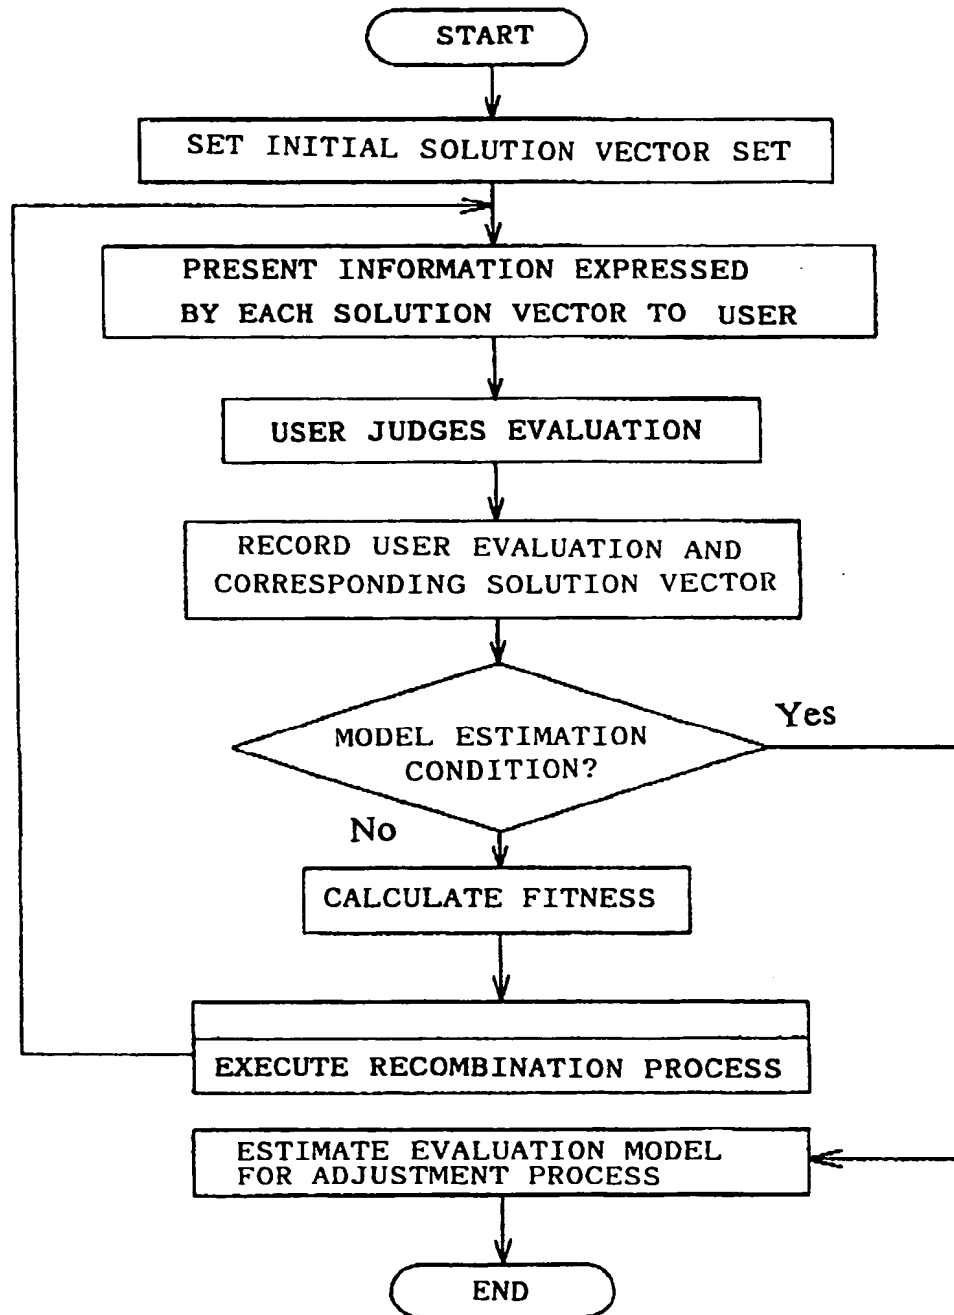 START
SET INITIAL SOLUTION VECTOR SET
PRESENT INFORMATION EXPRESSED
BY EACH SOLUTION VECTOR TO USER
USER JUDGES EVALUATION
RECORD USER EVALUATION AND
CORRESPONDING SOLUTION VECTOR
Yes
MODEL ESTIMATION
CONDITION?
No
CALCULATE FITNESS
EXECUTE RECOMBINATION PROCESS
ESTIMATE EVALUATION MODEL
FOR ADJUSTMENT PROCESS
END